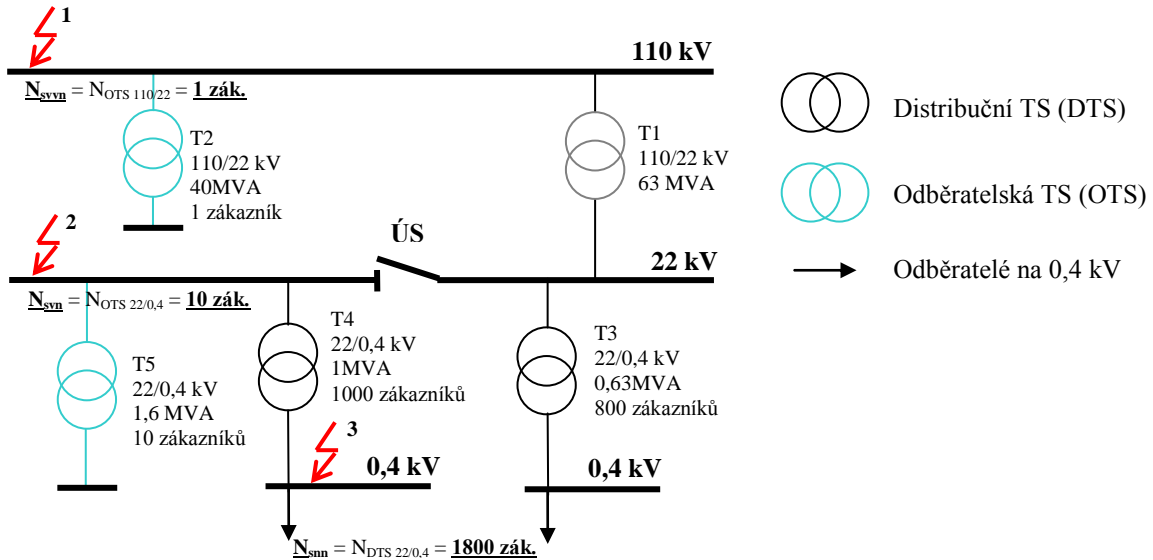 1
110 kV
N_svvn = N_OTS 110/22 = 1 zák.
T2
110/22 kV
40MVA
1 zákazník
T1
110/22 kV
63 MVA
Distribuční TS (DTS)
Odběratelská TS (OTS)
Odběratelé na 0,4 kV
2
ÚS
22 kV
N_svn = N_OTS 22/0,4 = 10 zák.
T5
22/0,4 kV
1,6 MVA
10 zákazníků
T4
22/0,4 kV
1MVA
1000 zákazníků
T3
22/0,4 kV
0,63MVA
800 zákazníků
3
0,4 kV
0,4 kV
N_snn = N_DTS 22/0,4 = 1800 zák.